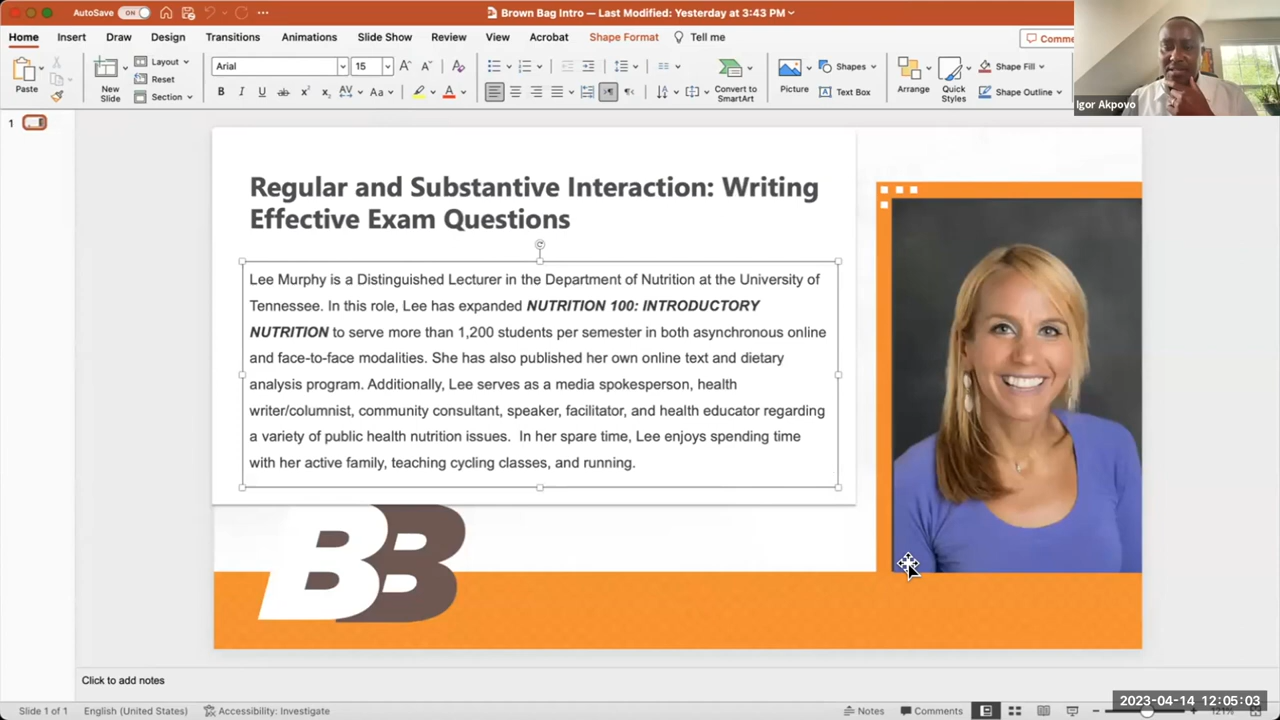 AutoSave ON
Brown Bag Intro — Last Modified: Yesterday at 3:43 PM
Home Insert Draw Design Transitions Animations Slide Show Review View Acrobat Shape Format Tell me
Paste
New Slide
Layout
Reset
Section
Arial 15
Convert to SmartArt
Picture
Shapes
Text Box
Arrange
Quick Styles
Shape Fill
Shape Outline
Igor Akpovo
1
Regular and Substantive Interaction: Writing
Effective Exam Questions
Lee Murphy is a Distinguished Lecturer in the Department of Nutrition at the University of
Tennessee. In this role, Lee has expanded NUTRITION 100: INTRODUCTORY
NUTRITION to serve more than 1,200 students per semester in both asynchronous online
and face-to-face modalities. She has also published her own online text and dietary
analysis program. Additionally, Lee serves as a media spokesperson, health
writer/columnist, community consultant, speaker, facilitator, and health educator regarding
a variety of public health nutrition issues.  In her spare time, Lee enjoys spending time
with her active family, teaching cycling classes, and running.
BB
Click to add notes
Slide 1 of 1 English (United States) Accessibility: Investigate Notes Comments
2023-04-14 12:05:03